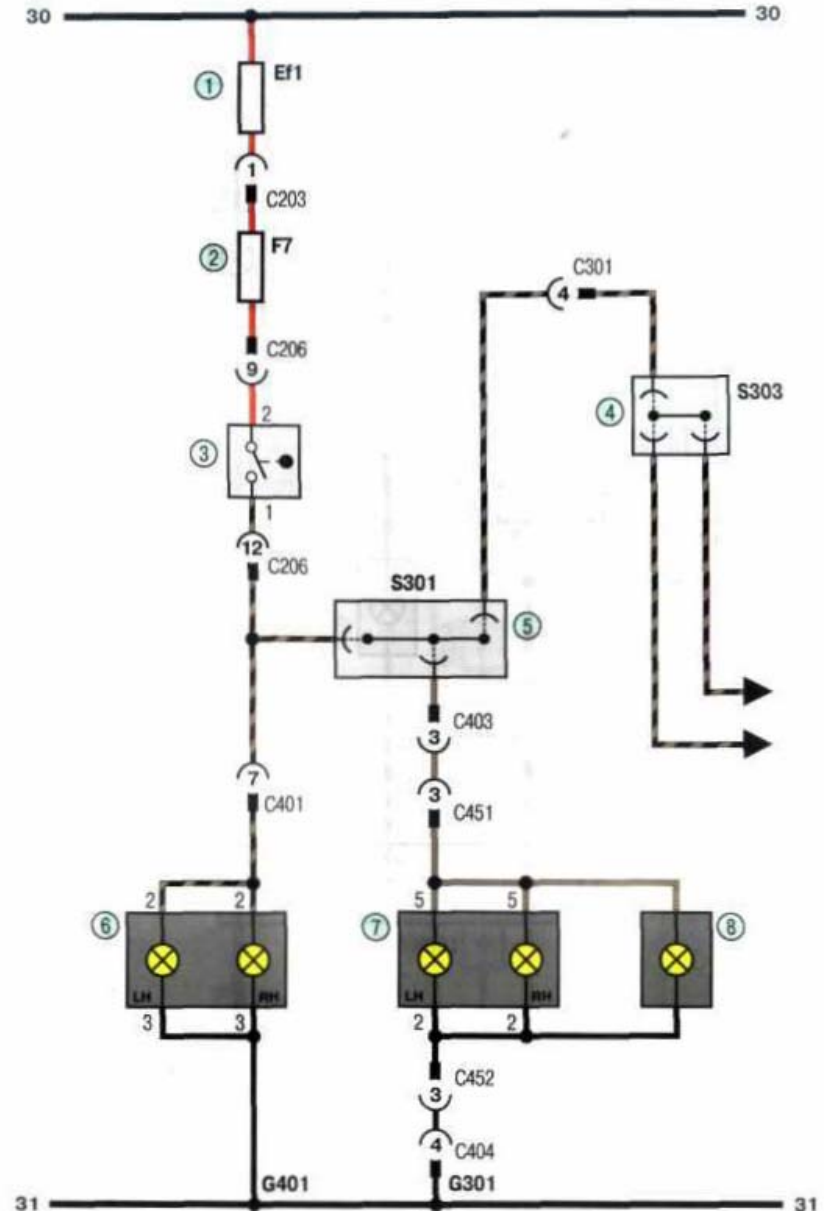 30 30
① Ef1
1
C203
② F7
C206
9
2
③
1
12
C206
C301
4
④ S303
S301
⑤
C403
3
3
C451
7
C401
⑥ 2 2
LH RH
3 3
⑦ 5 5
LH RH
2 2
⑧
C452
3
4 C404
G401 G301
31 31